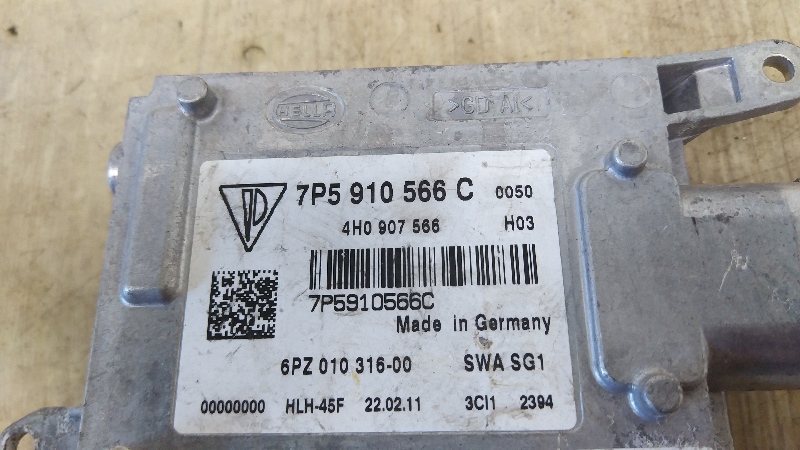 HELLA
>GD AK<
7P5 910 566 C 0050
4H0 907 566 H03
7P5910566C
Made in Germany
6PZ 010 316-00 SWA SG1
00000000 HLH-45F 22.02.11 3CI1 2394